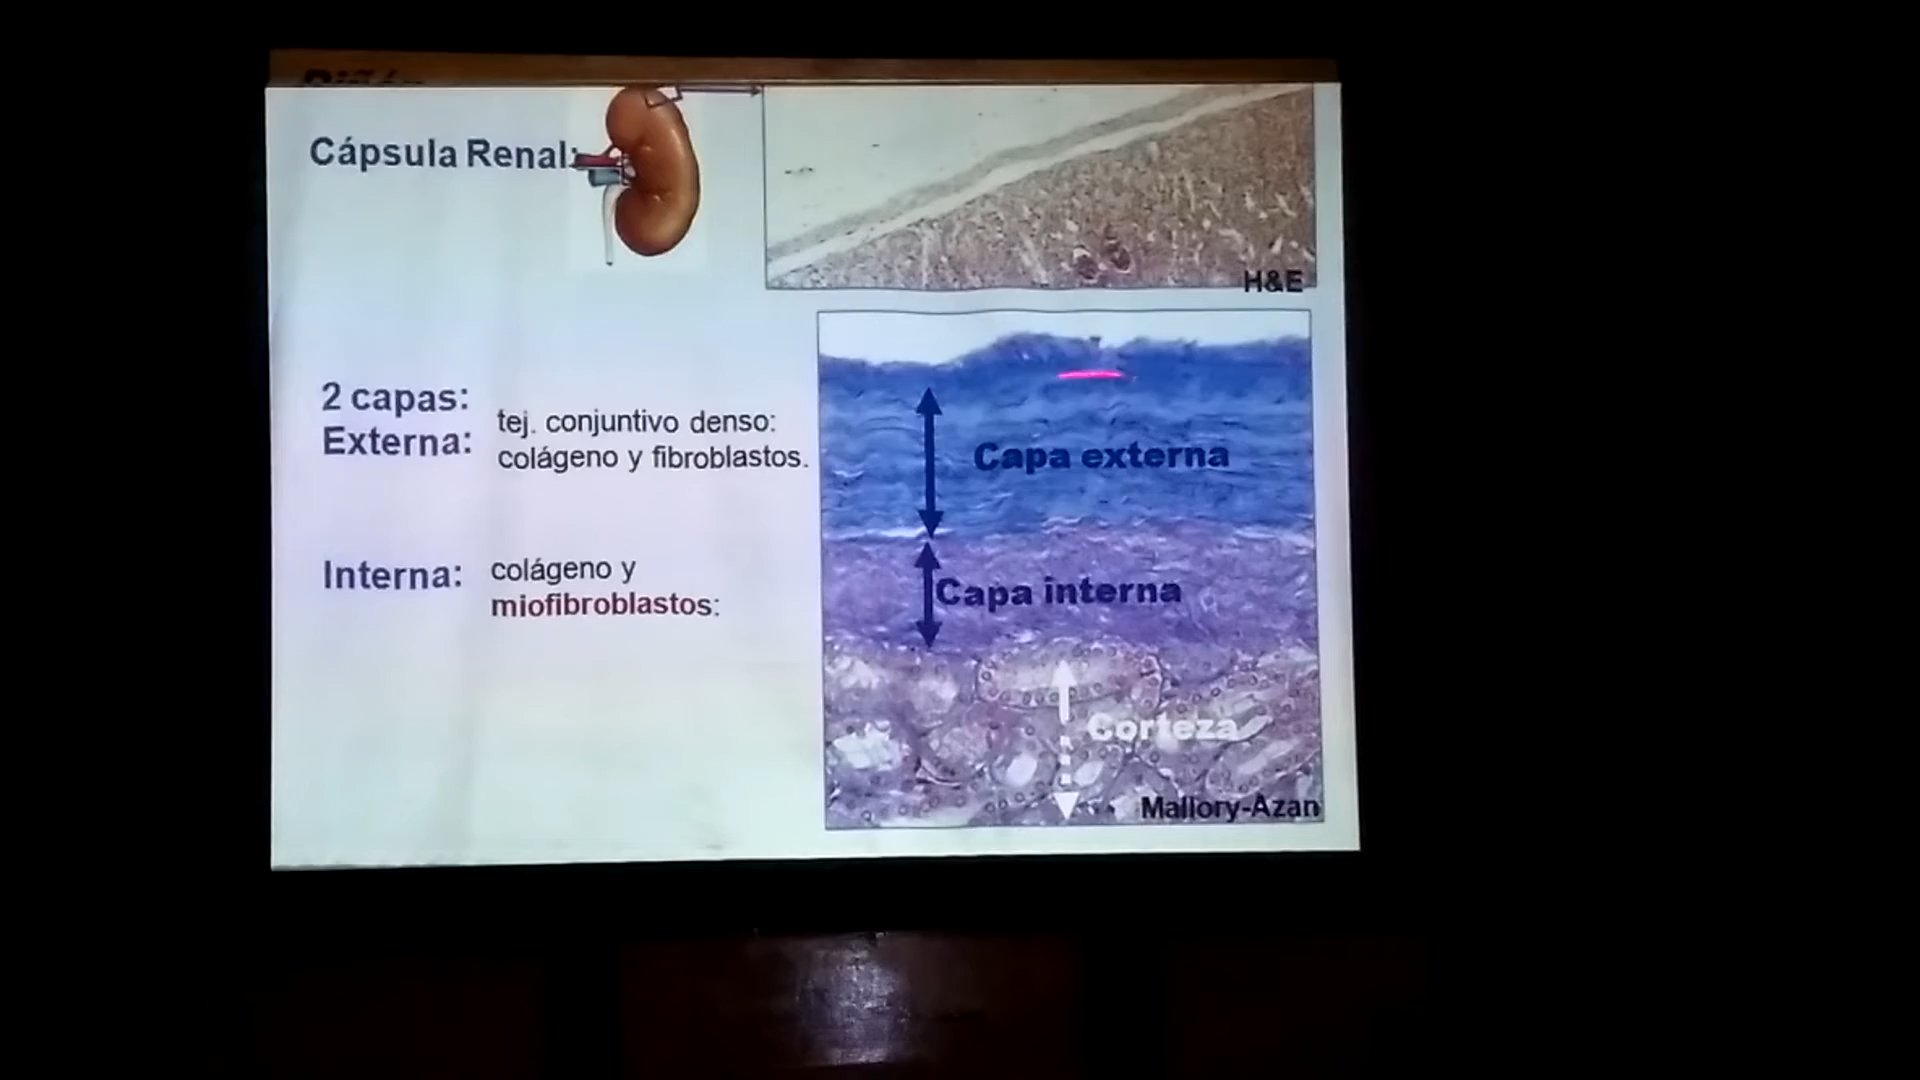 Riñón
Cápsula Renal:
H&E
2 capas:
Externa:
tej. conjuntivo denso:
colágeno y fibroblastos.
Interna:
colágeno y
miofibroblastos:
Capa externa
Capa interna
Corteza
Mallory-Azan